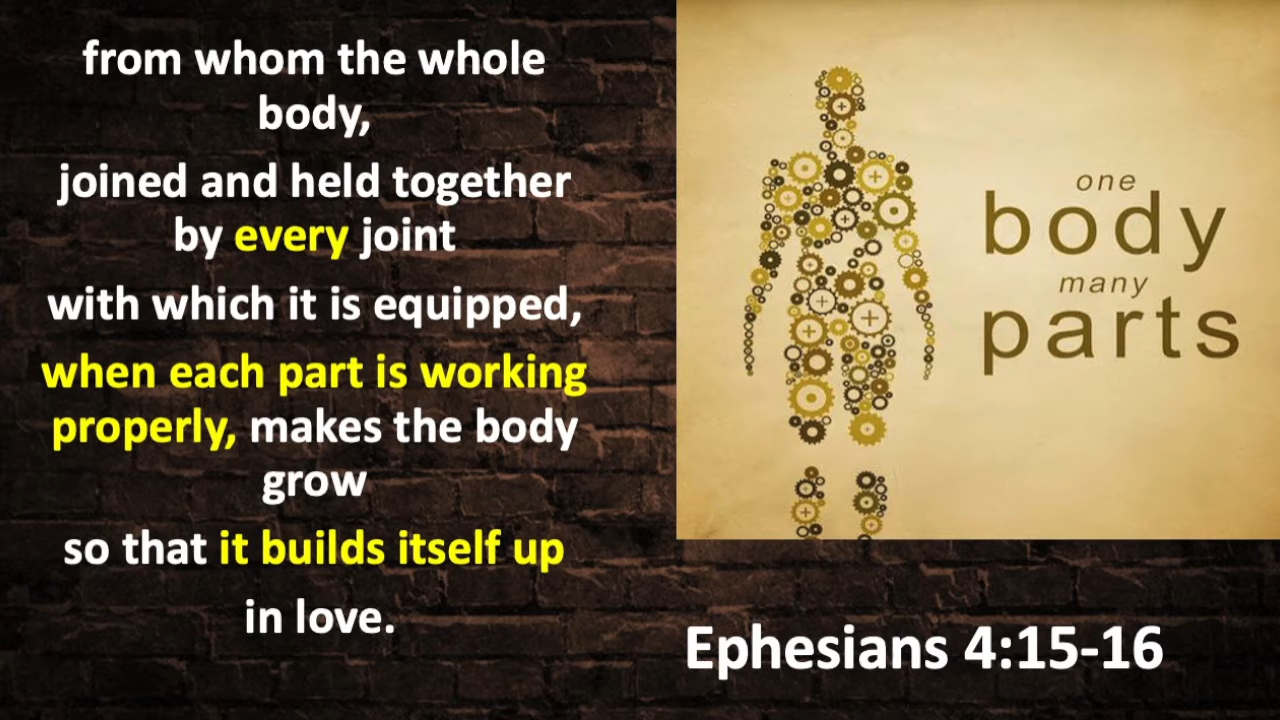 from whom the whole
body,
joined and held together
by every joint
with which it is equipped,
when each part is working
properly, makes the body
grow
so that it builds itself up
in love.
one
body
many
parts
Ephesians 4:15-16